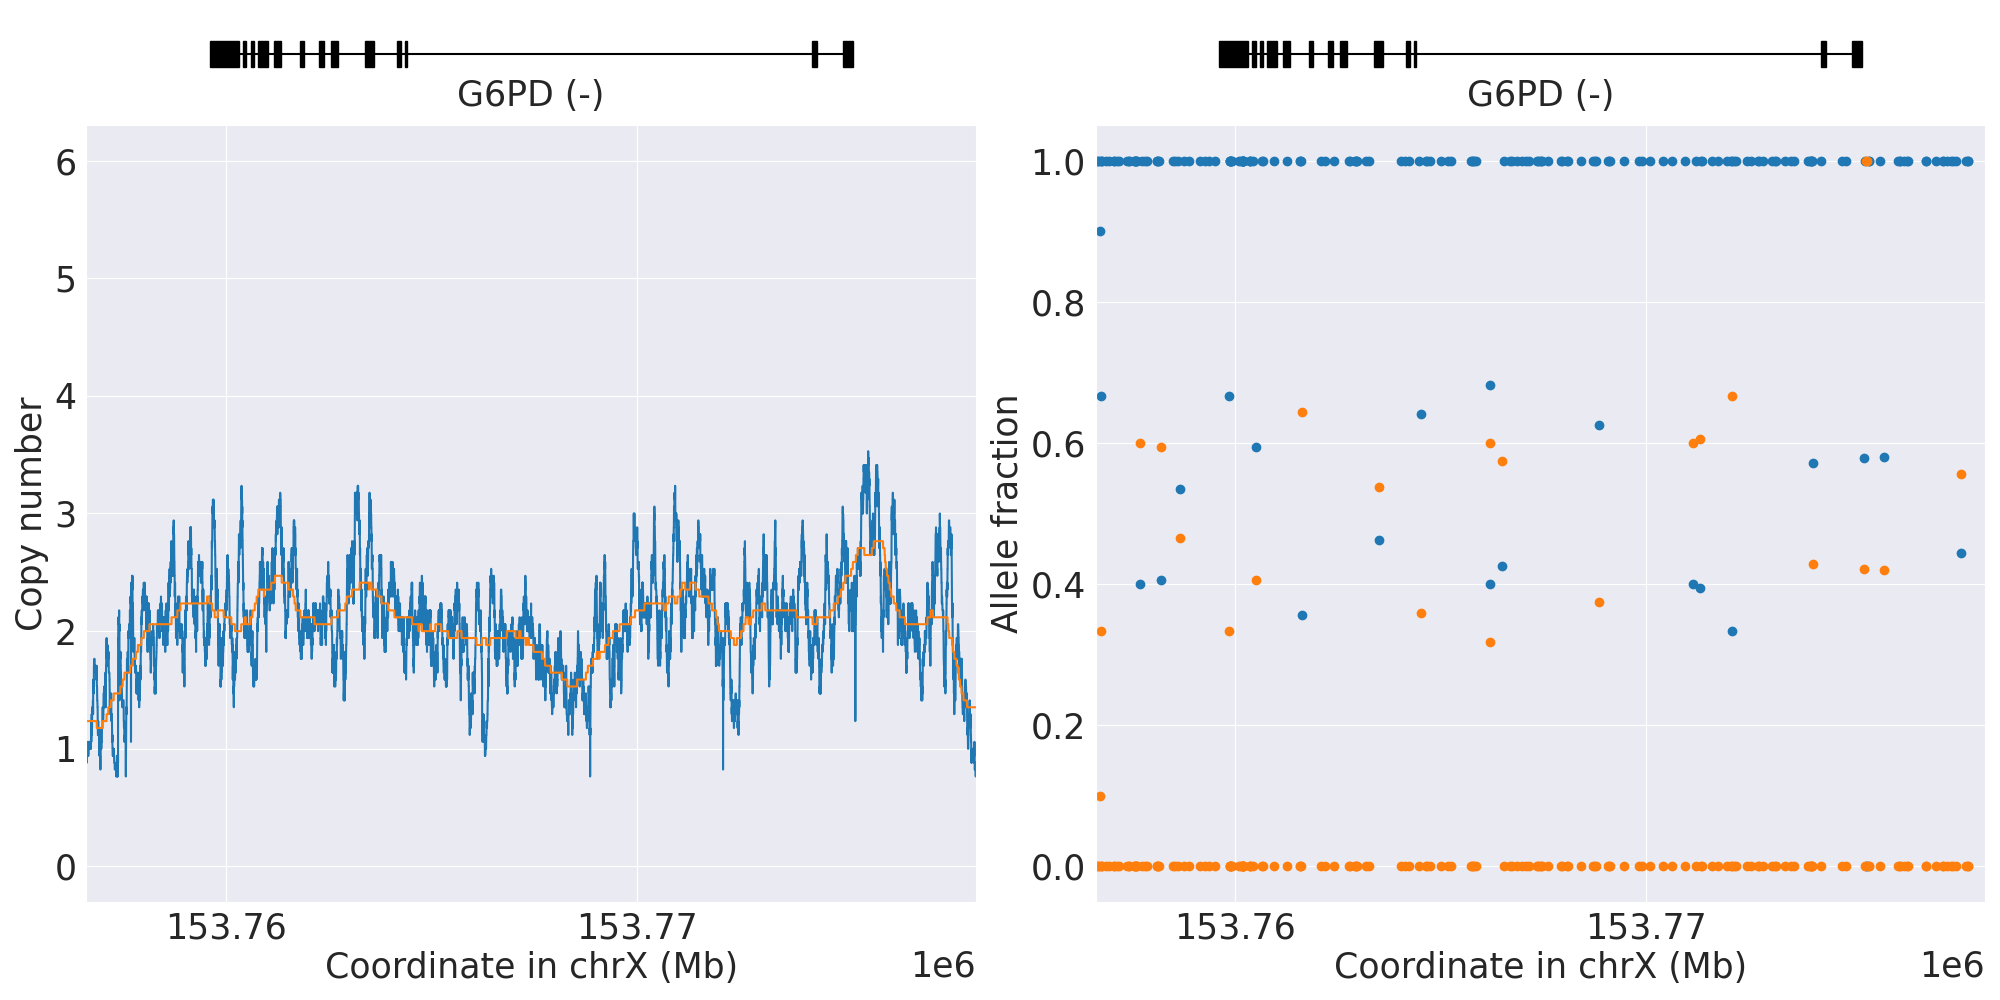 G6PD (-)
Copy number
6
5
4
3
2
1
0
153.76
153.77
Coordinate in chrX (Mb)
1e6
G6PD (-)
Allele fraction
1.0
0.8
0.6
0.4
0.2
0.0
153.76
153.77
Coordinate in chrX (Mb)
1e6